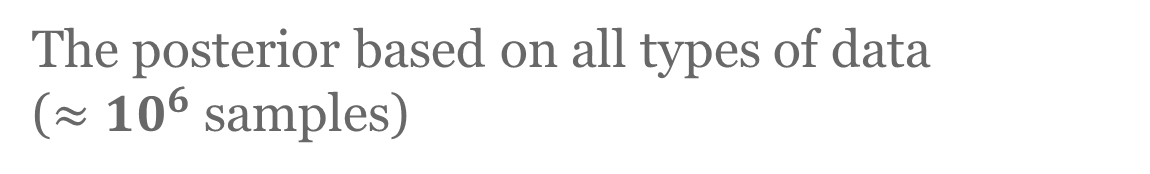 The posterior based on all types of data
(≈ 10⁶ samples)